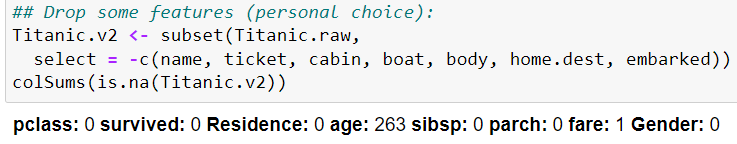 ## Drop some features (personal choice):
Titanic.v2 <- subset(Titanic.raw,
  select = -c(name, ticket, cabin, boat, body, home.dest, embarked))
colSums(is.na(Titanic.v2))
pclass: 0 survived: 0 Residence: 0 age: 263 sibsp: 0 parch: 0 fare: 1 Gender: 0